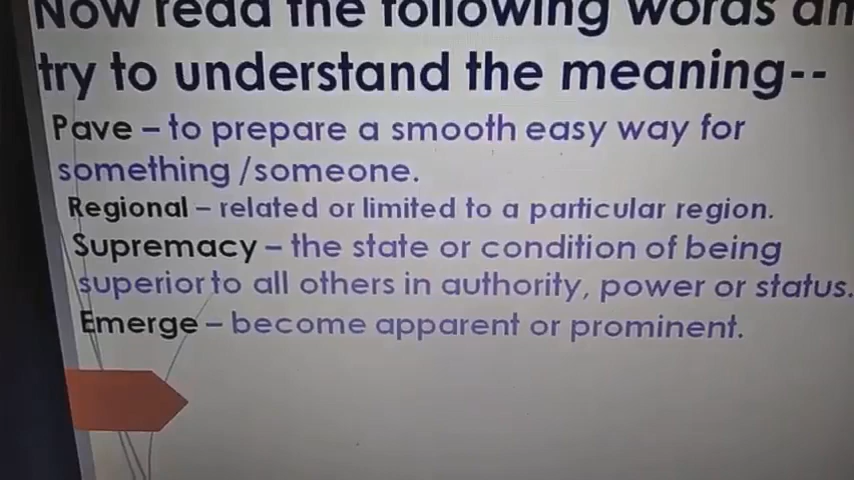 Now read the following words an
try to understand the meaning--
Pave – to prepare a smooth easy way for
something /someone.
Regional – related or limited to a particular region.
Supremacy – the state or condition of being
superior to all others in authority, power or status.
Emerge – become apparent or prominent.